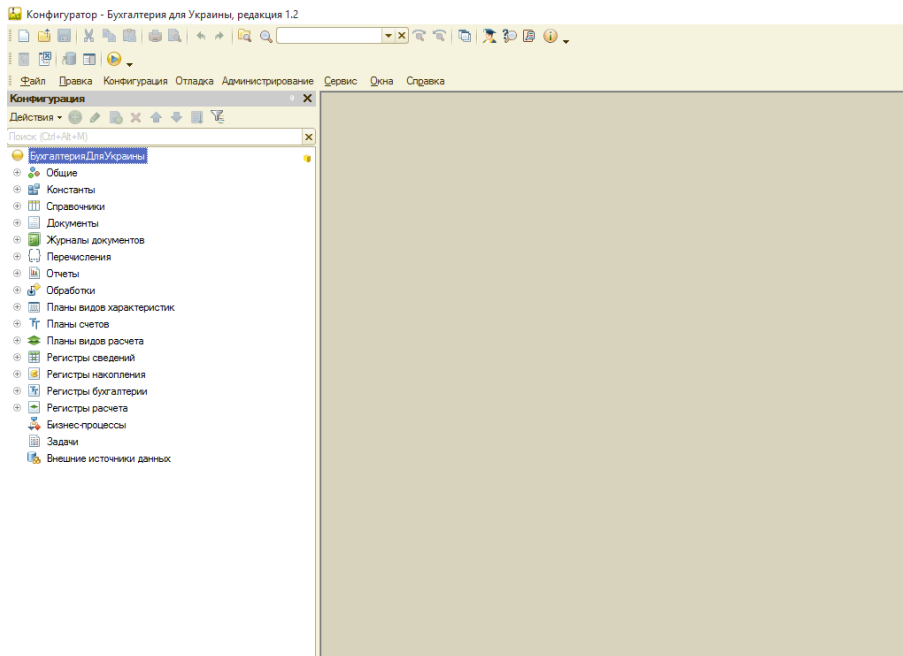 Конфигуратор - Бухгалтерия для Украины, редакция 1.2
Файл Правка Конфигурация Отладка Администрирование Сервис Окна Справка
Конфигурация
Действия
Поиск (Ctrl+Alt+M)
БухгалтерияДляУкраины
Общие
Константы
Справочники
Документы
Журналы документов
Перечисления
Отчеты
Обработки
Планы видов характеристик
Планы счетов
Планы видов расчета
Регистры сведений
Регистры накопления
Регистры бухгалтерии
Регистры расчета
Бизнес-процессы
Задачи
Внешние источники данных